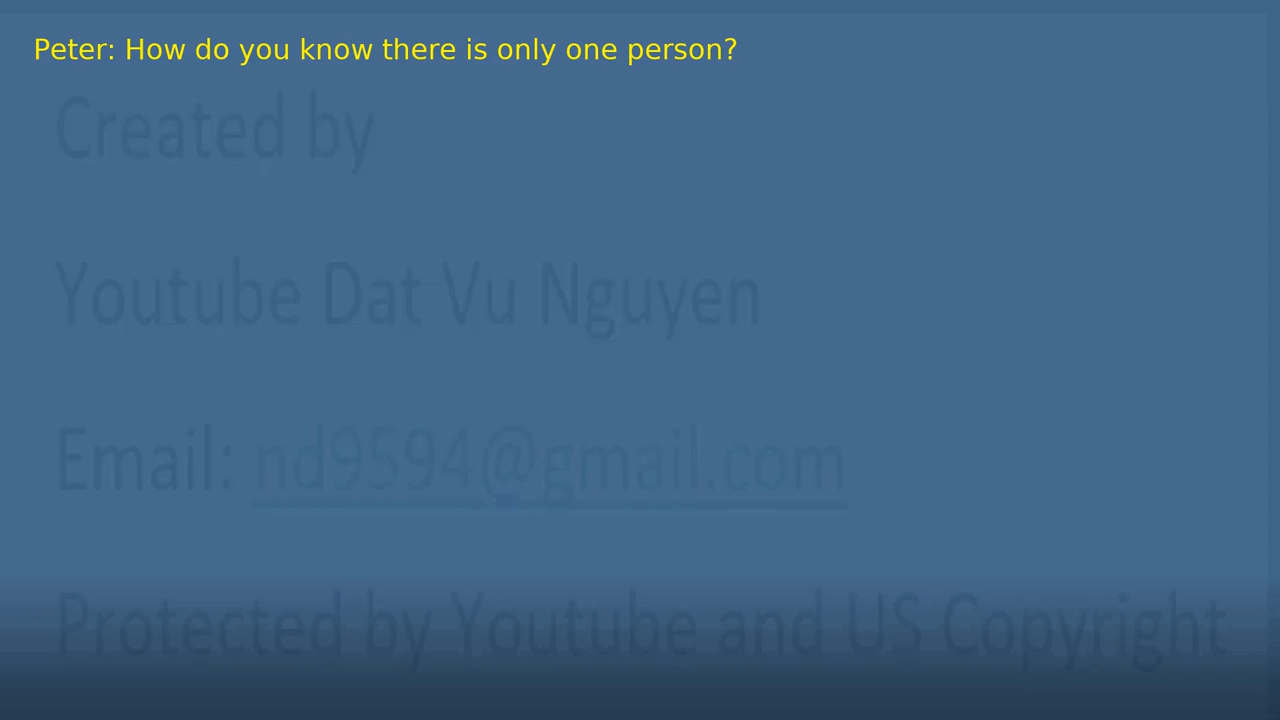 Peter: How do you know there is only one person?
Created by
Youtube Dat Vu Nguyen
Email: nd9594@gmail.com
Protected by Youtube and US Copyright